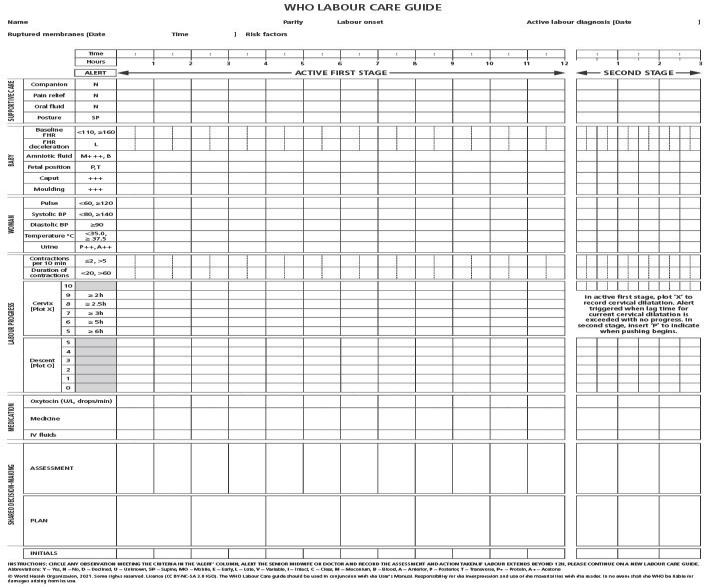 WHO LABOUR CARE GUIDE
Name Parity Labour onset Active labour diagnosis [Date ]
Ruptured membranes [Date Time ] Risk factors
Time : : : : : : : : : : : : : : :
Hours 1 2 3 4 5 6 7 8 9 10 11 12 1 2 3
ALERT ACTIVE FIRST STAGE SECOND STAGE
SUPPORTIVE CARE
Companion N
Pain relief N
Oral fluid N
Posture SP
BABY
Baseline FHR <110, ≥160
FHR deceleration L
Amniotic fluid M+++, B
Fetal position P, T
Caput +++
Moulding +++
WOMAN
Pulse <60, ≥120
Systolic BP <80, ≥140
Diastolic BP ≥90
Temperature °C <35.0, ≥ 37.5
Urine P++, A++
LABOUR PROGRESS
Contractions per 10 min ≤2, >5
Duration of contractions <20, >60
Cervix [Plot X]
10
9 ≥ 2h
8 ≥ 2.5h
7 ≥ 3h
6 ≥ 5h
5 ≥ 6h
In active first stage, plot 'X' to
record cervical dilatation. Alert
triggered when lag time for
current cervical dilatation is
exceeded with no progress. In
second stage, insert 'P' to indicate
when pushing begins.
Descent [Plot O]
5
4
3
2
1
0
MEDICATION
Oxytocin (U/L, drops/min)
Medicine
IV fluids
SHARED DECISION-MAKING
ASSESSMENT
PLAN
INITIALS
INSTRUCTIONS: CIRCLE ANY OBSERVATION MEETING THE CRITERIA IN THE 'ALERT' COLUMN, ALERT THE SENIOR MIDWIFE OR DOCTOR AND RECORD THE ASSESSMENT AND ACTION TAKEN. IF LABOUR EXTENDS BEYOND 12H, PLEASE CONTINUE ON A NEW LABOUR CARE GUIDE.
Abbreviations: Y – Yes, N – No, D – Declined, U – Unknown, SP – Supine, MO – Mobile, E – Early, L – Late, V – Variable, I – Intact, C – Clear, M – Meconium, B – Blood, A – Anterior, P – Posterior, T – Transverse, P+ – Protein, A+ – Acetone
© World Health Organization, 2021. Some rights reserved. Licence (CC BY-NC-SA 3.0 IGO). The WHO Labour Care guide should be used in conjunction with the User's Manual. Responsibility for the interpretation and use of the material lies with the reader. In no event shall the WHO be liable for
damages arising from its use.